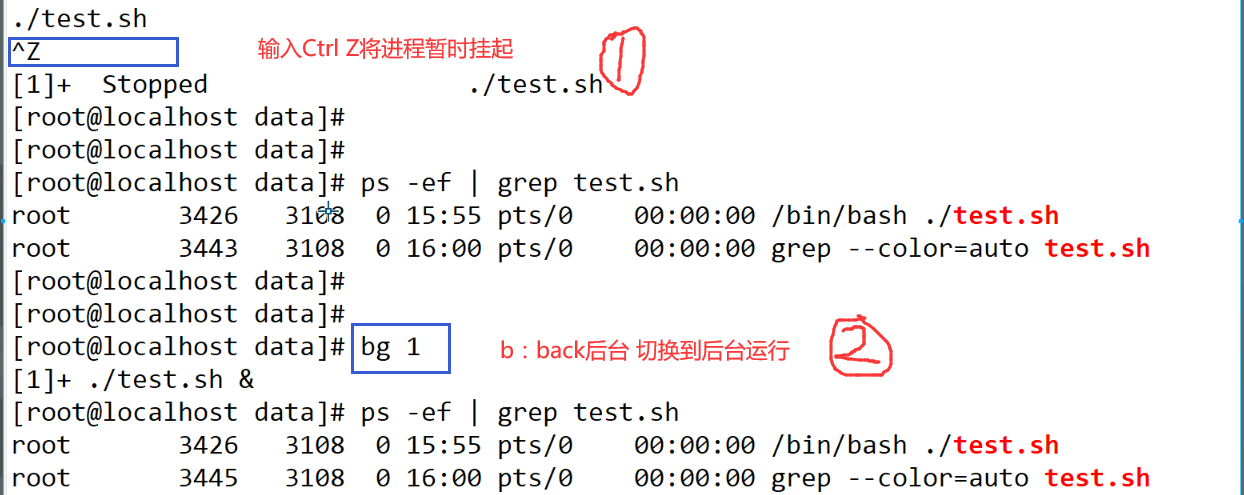 ./test.sh
^Z 输入Ctrl Z将进程暂时挂起 1
[1]+  Stopped                 ./test.sh
[root@localhost data]#
[root@localhost data]#
[root@localhost data]# ps -ef | grep test.sh
root       3426   3108  0 15:55 pts/0    00:00:00 /bin/bash ./test.sh
root       3443   3108  0 16:00 pts/0    00:00:00 grep --color=auto test.sh
[root@localhost data]#
[root@localhost data]#
[root@localhost data]# bg 1 b：back后台 切换到后台运行 2
[1]+ ./test.sh &
[root@localhost data]# ps -ef | grep test.sh
root       3426   3108  0 15:55 pts/0    00:00:00 /bin/bash ./test.sh
root       3445   3108  0 16:00 pts/0    00:00:00 grep --color=auto test.sh